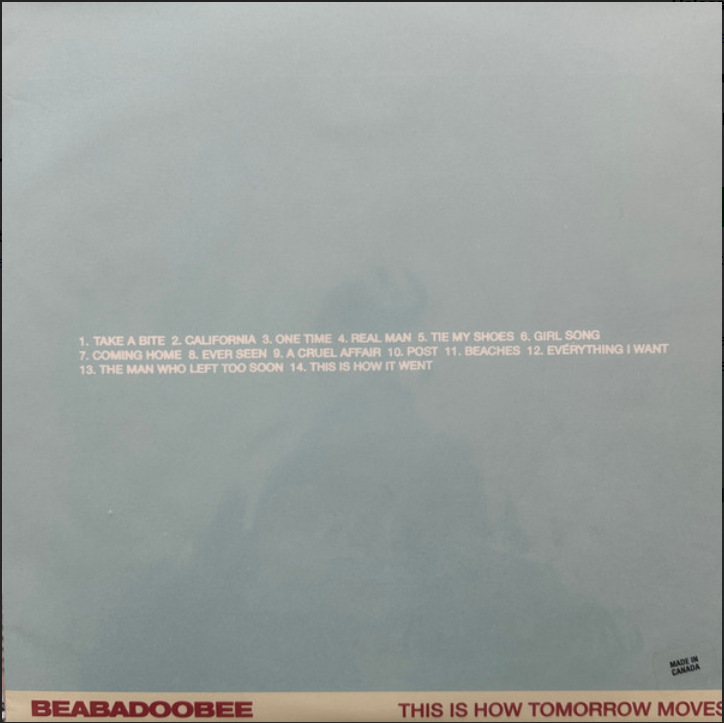 1. TAKE A BITE 2. CALIFORNIA 3. ONE TIME 4. REAL MAN 5. TIE MY SHOES 6. GIRL SONG
7. COMING HOME 8. EVER SEEN 9. A CRUEL AFFAIR 10. POST 11. BEACHES 12. EVERYTHING I WANT
13. THE MAN WHO LEFT TOO SOON 14. THIS IS HOW IT WENT
MADE IN
CANADA
BEABADOOBEE THIS IS HOW TOMORROW MOVES